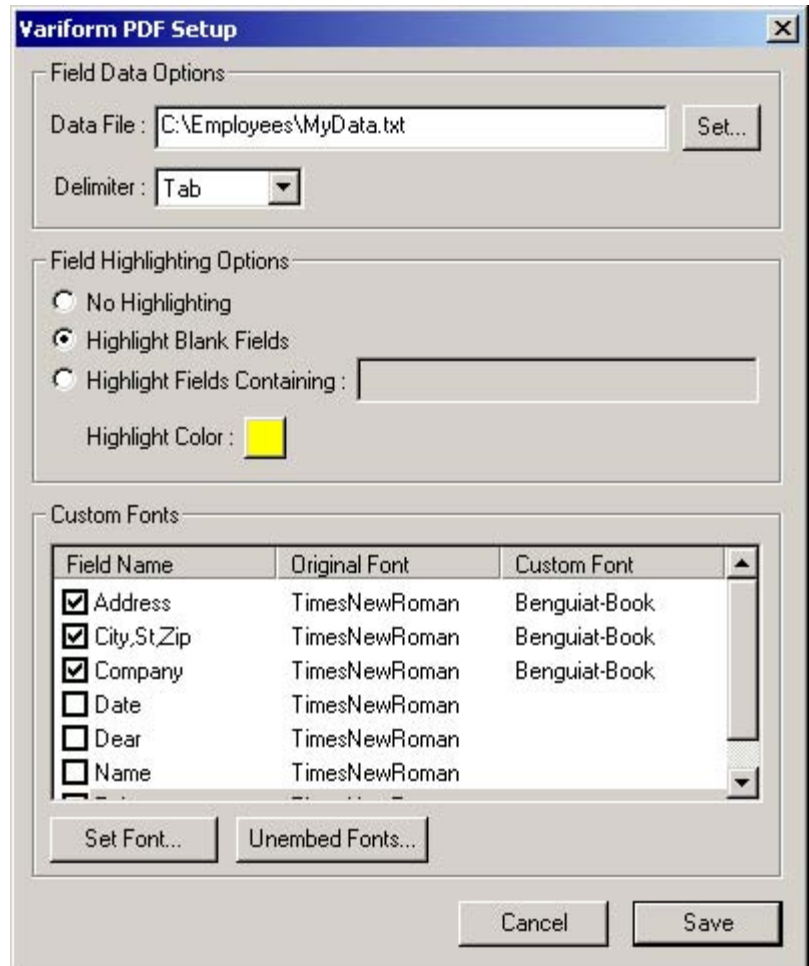 Variform PDF Setup
Field Data Options
Data File : C:\Employees\MyData.txt Set...
Delimiter : Tab
Field Highlighting Options
No Highlighting
Highlight Blank Fields
Highlight Fields Containing :
Highlight Color :
Custom Fonts
Field Name Original Font Custom Font
Address TimesNewRoman Benguiat-Book
City,St,Zip TimesNewRoman Benguiat-Book
Company TimesNewRoman Benguiat-Book
Date TimesNewRoman
Dear TimesNewRoman
Name TimesNewRoman
Set Font... Unembed Fonts...
Cancel Save